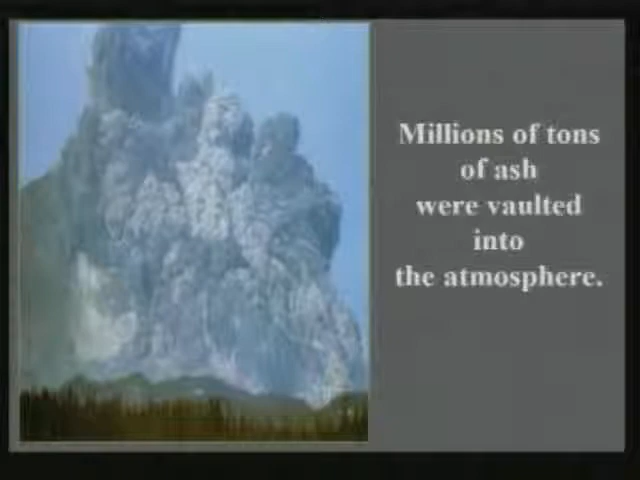 Millions of tons
of ash
were vaulted
into
the atmosphere.